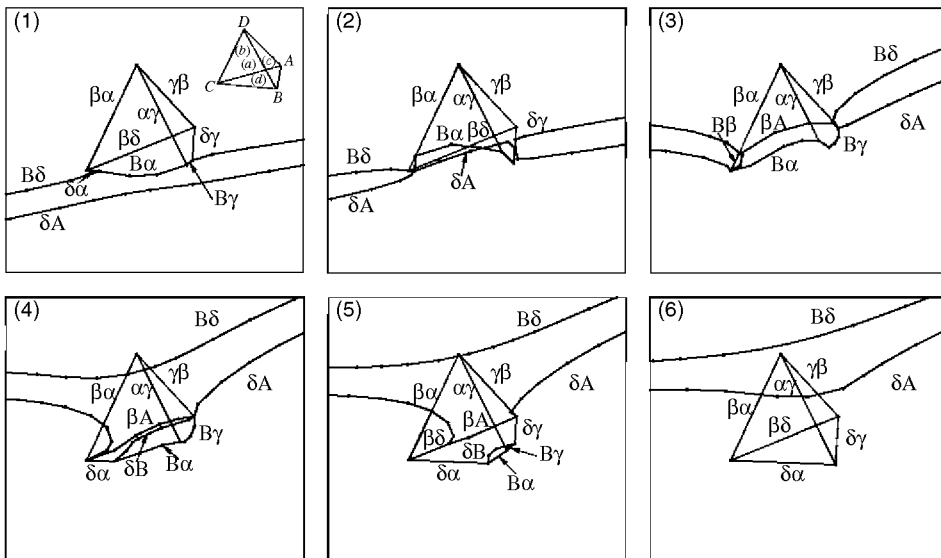 (1)
D
(b)
(c)
A
(a)
C
(d)
B
βα
αγ
γβ
βδ
δγ
Bδ
δα
Bα
Bγ
δA
(2)
βα
αγ
γβ
Bα
βδ
δγ
Bδ
δA
δA
(3)
Bδ
βα
αγ
γβ
Bβ
βA
δA
Bα
Bγ
(4)
Bδ
βα
αγ
γβ
δA
βA
Bγ
δα
δB
Bα
(5)
Bδ
βα
αγ
γβ
δA
βA
βδ
δγ
δB
Bγ
δα
Bα
(6)
Bδ
αγ
γβ
δA
βα
βδ
δγ
δα